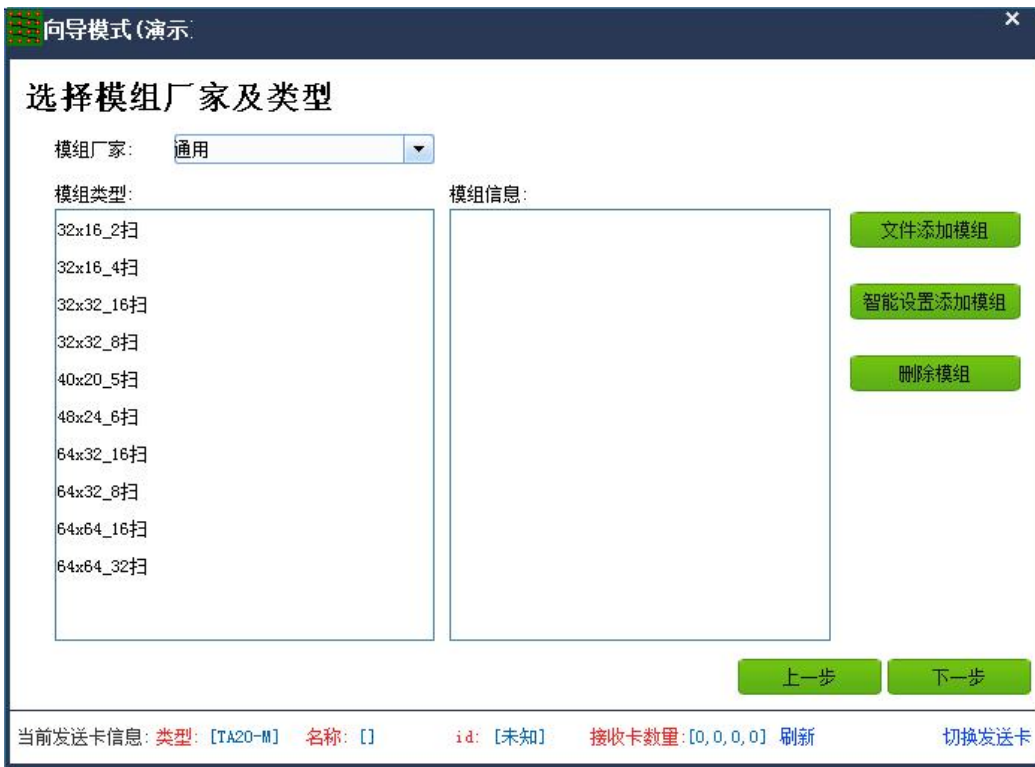 向导模式(演示
选择模组厂家及类型
模组厂家: 通用
模组类型: 模组信息:
32x16_2扫
32x16_4扫
32x32_16扫
32x32_8扫
40x20_5扫
48x24_6扫
64x32_16扫
64x32_8扫
64x64_16扫
64x64_32扫
文件添加模组
智能设置添加模组
删除模组
上一步 下一步
当前发送卡信息: 类型: [TA20-M] 名称: [] id: [未知] 接收卡数量:[0,0,0,0] 刷新 切换发送卡